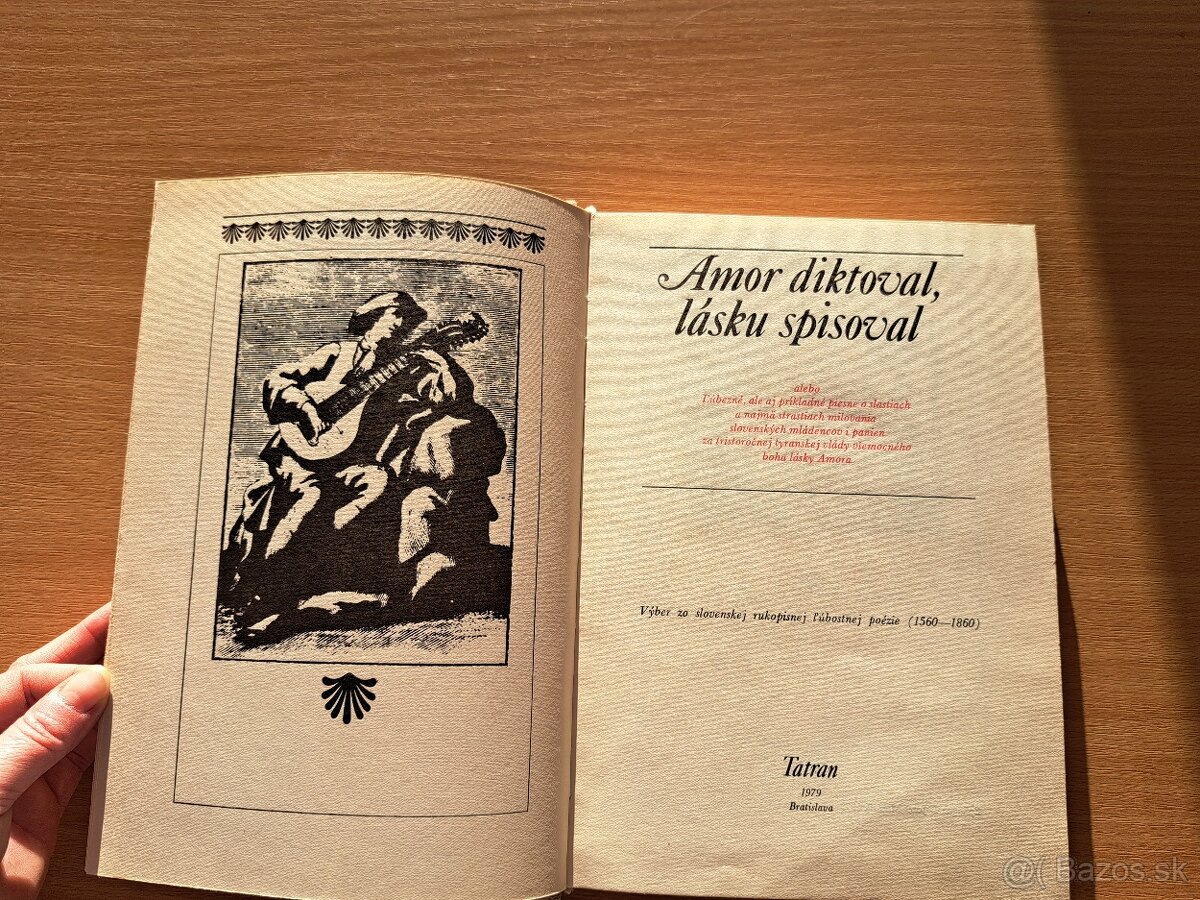 Amor diktoval,
lásku spisoval
alebo
Ľúbezné, ale aj príkladné piesne o slastiach
a najmä strastiach milovania
slovenských mládencov i panien
za tristoročnej tyranskej vlády všemocného
boha lásky Amora
Výber zo slovenskej rukopisnej ľúbostnej poézie (1560—1860)
Tatran
1979
Bratislava
@( Bazos.sk